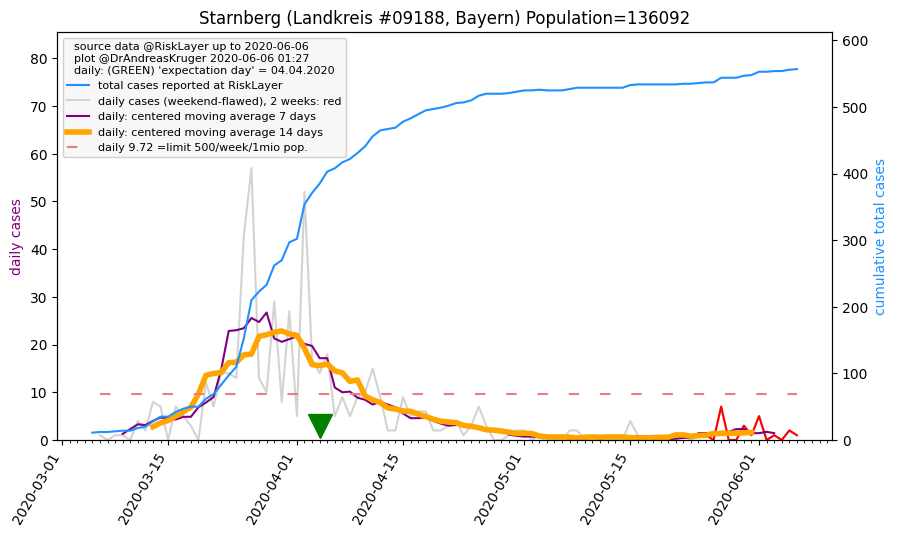 Starnberg (Landkreis #09188, Bayern) Population=136092
source data @RiskLayer up to 2020-06-06
plot @DrAndreasKruger 2020-06-06 01:27
daily: (GREEN) 'expectation day' = 04.04.2020
total cases reported at RiskLayer
daily cases (weekend-flawed), 2 weeks: red
daily: centered moving average 7 days
daily: centered moving average 14 days
daily 9.72 =limit 500/week/1mio pop.
daily cases
80
70
60
50
40
30
20
10
0
cumulative total cases
600
500
400
300
200
100
0
2020-03-01
2020-03-15
2020-04-01
2020-04-15
2020-05-01
2020-05-15
2020-06-01